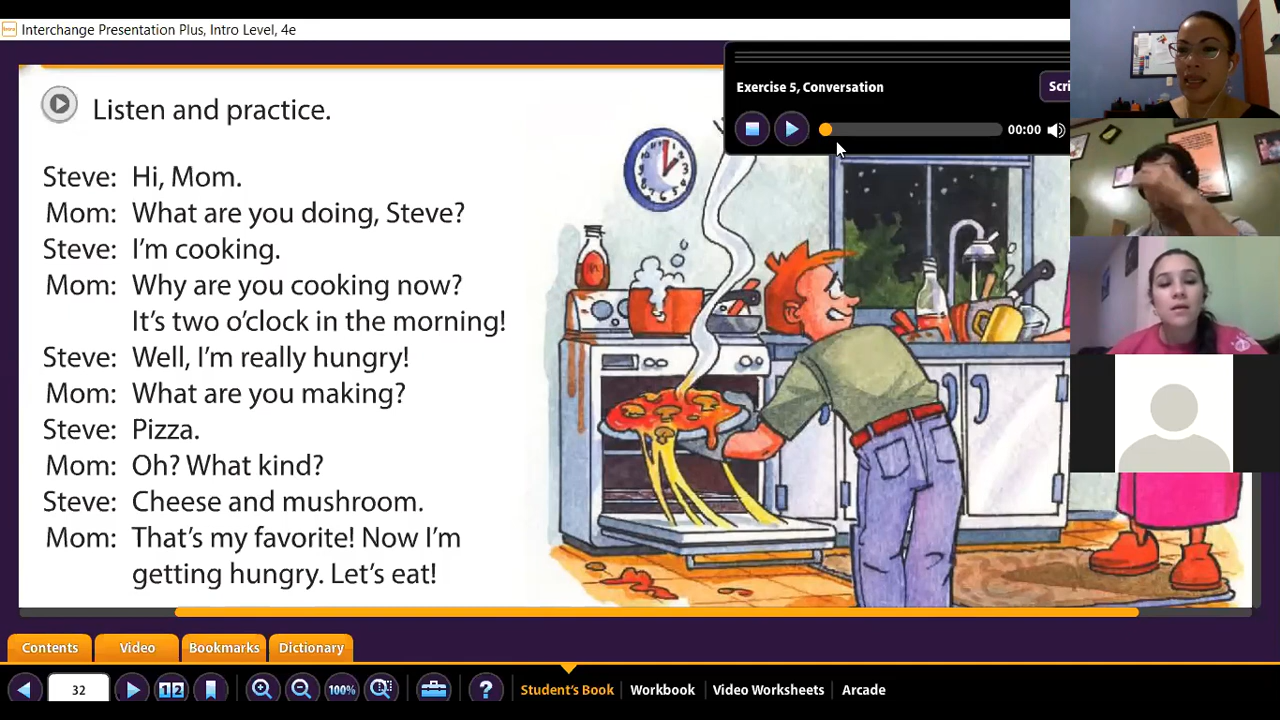 Interchange Presentation Plus, Intro Level, 4e
Exercise 5, Conversation
Scri
00:00
Listen and practice.
Steve: Hi, Mom.
Mom: What are you doing, Steve?
Steve: I'm cooking.
Mom: Why are you cooking now?
It's two o'clock in the morning!
Steve: Well, I'm really hungry!
Mom: What are you making?
Steve: Pizza.
Mom: Oh? What kind?
Steve: Cheese and mushroom.
Mom: That's my favorite! Now I'm
getting hungry. Let's eat!
Contents Video Bookmarks Dictionary
32 1 2 100% ? Student's Book Workbook Video Worksheets Arcade